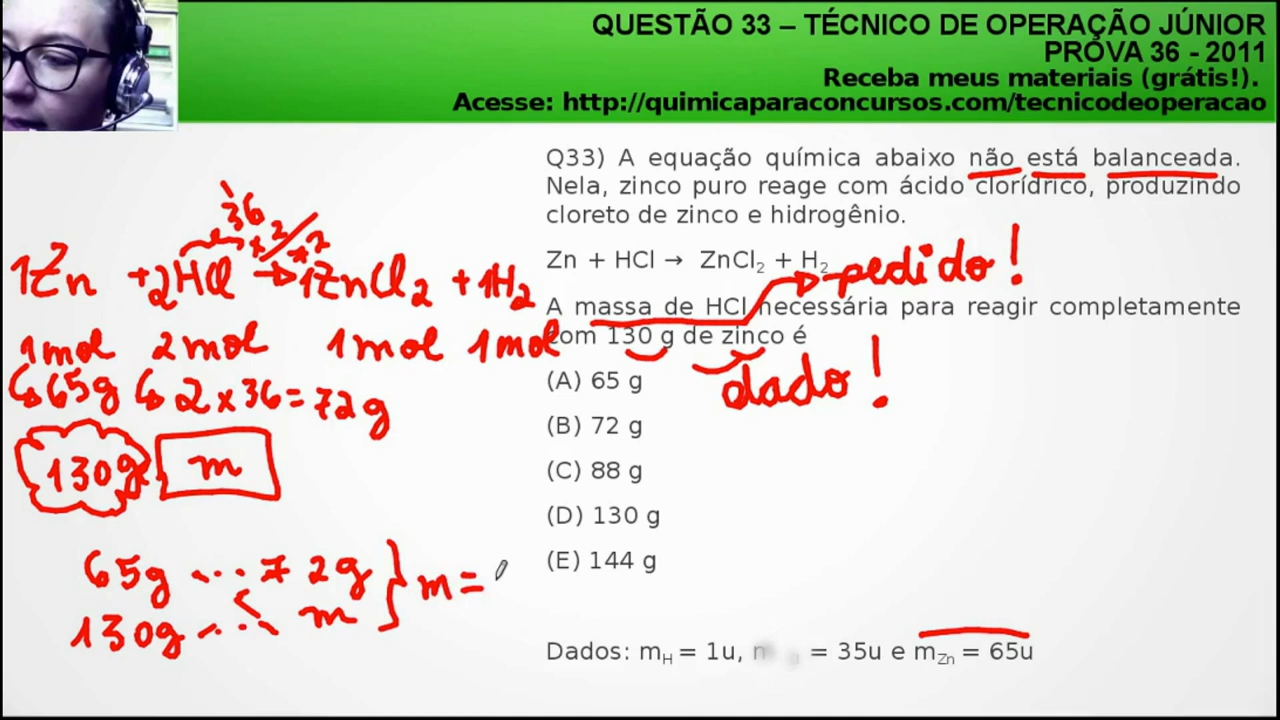 QUESTÃO 33 – TÉCNICO DE OPERAÇÃO JÚNIOR
PROVA 36 - 2011
Receba meus materiais (grátis!).
Acesse: http://quimicaparaconcursos.com/tecnicodeoperacao
Q33) A equação química abaixo não está balanceada.
Nela, zinco puro reage com ácido clorídrico, produzindo
cloreto de zinco e hidrogênio.
Zn + HCl → ZnCl2 + H2
pedido!
A massa de HCl necessária para reagir completamente
com 130 g de zinco é
dado!
(A) 65 g
(B) 72 g
(C) 88 g
(D) 130 g
(E) 144 g
Dados: mH = 1u, = 35u e mZn = 65u
36
1Zn + 2HCl → 1ZnCl2 + 1H2
1mol 2mol 1mol 1mol
65g 2 x 36 = 72g
130g m
65g ... 72g
130g ... m
m =